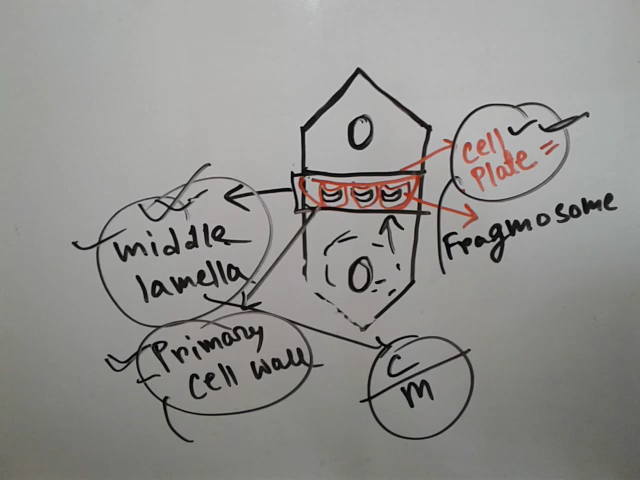 cell
Plate =
Fragmosome
middle
lamella
Primary
cell wall
C
m